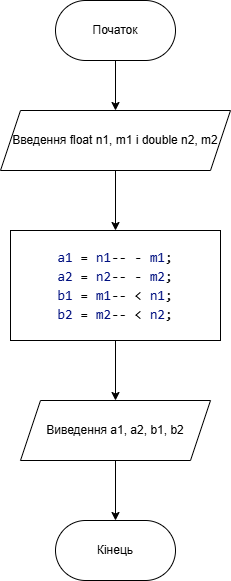 Початок
Введення float n1, m1 і double n2, m2
a1 = n1-- - m1;
a2 = n2-- - m2;
b1 = m1-- < n1;
b2 = m2-- < n2;
Виведення a1, a2, b1, b2
Кінець